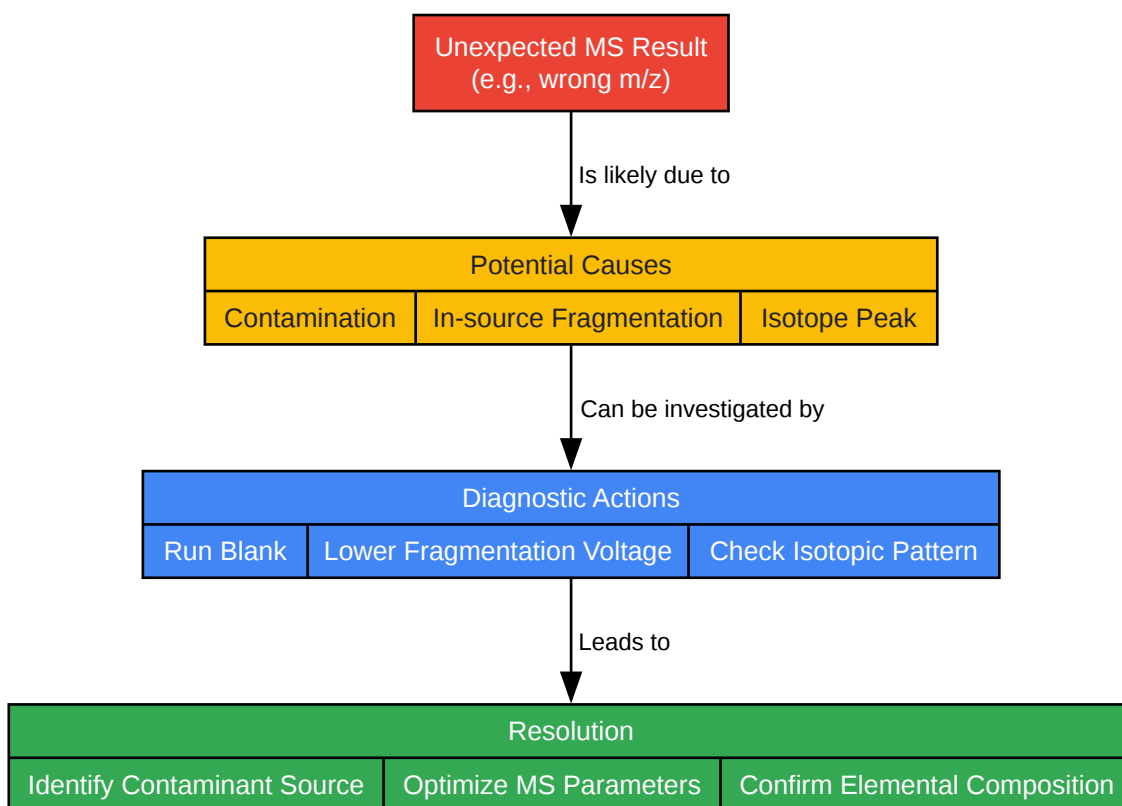 Unexpected MS Result
(e.g., wrong m/z)
Is likely due to
Potential Causes
Contamination
In-source Fragmentation
Isotope Peak
Can be investigated by
Diagnostic Actions
Run Blank
Lower Fragmentation Voltage
Check Isotopic Pattern
Leads to
Resolution
Identify Contaminant Source
Optimize MS Parameters
Confirm Elemental Composition